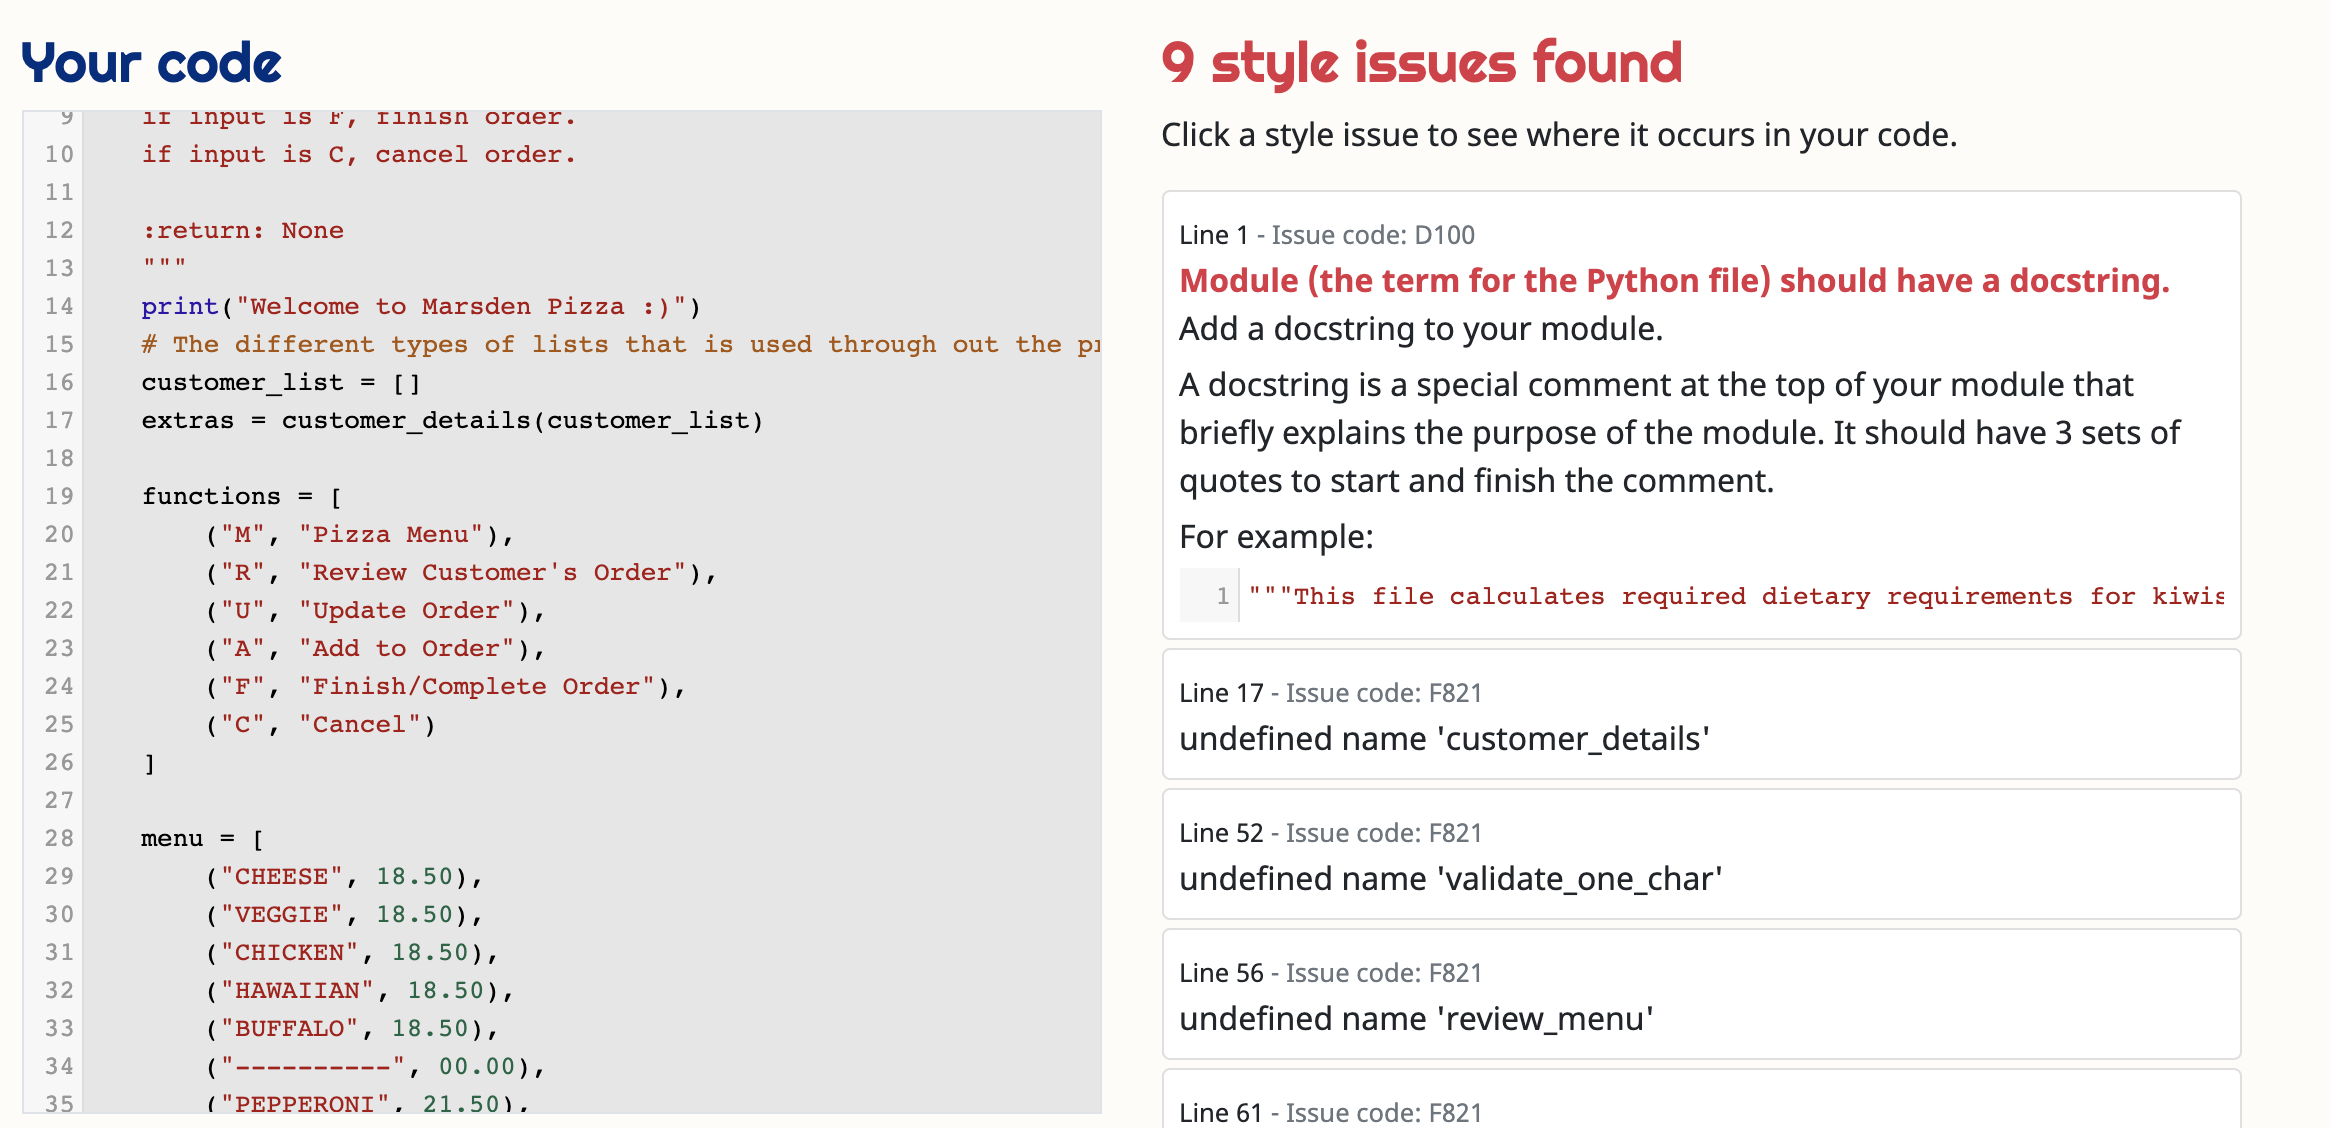 Your code
9 if input is F, finish order.
10 if input is C, cancel order.
11
12 :return: None
13 """
14 print("Welcome to Marsden Pizza :)")
15 # The different types of lists that is used through out the
16 customer_list = []
17 extras = customer_details(customer_list)
18
19 functions = [
20 ("M", "Pizza Menu"),
21 ("R", "Review Customer's Order"),
22 ("U", "Update Order"),
23 ("A", "Add to Order"),
24 ("F", "Finish/Complete Order"),
25 ("C", "Cancel")
26 ]
27
28 menu = [
29 ("CHEESE", 18.50),
30 ("VEGGIE", 18.50),
31 ("CHICKEN", 18.50),
32 ("HAWAIIAN", 18.50),
33 ("BUFFALO", 18.50),
34 ("----------", 00.00),
35 ("PEPPERONI", 21.50),
9 style issues found
Click a style issue to see where it occurs in your code.
Line 1 - Issue code: D100
Module (the term for the Python file) should have a docstring.
Add a docstring to your module.
A docstring is a special comment at the top of your module that
briefly explains the purpose of the module. It should have 3 sets of
quotes to start and finish the comment.
For example:
1 """This file calculates required dietary requirements for kiwis
Line 17 - Issue code: F821
undefined name 'customer_details'
Line 52 - Issue code: F821
undefined name 'validate_one_char'
Line 56 - Issue code: F821
undefined name 'review_menu'
Line 61 - Issue code: F821